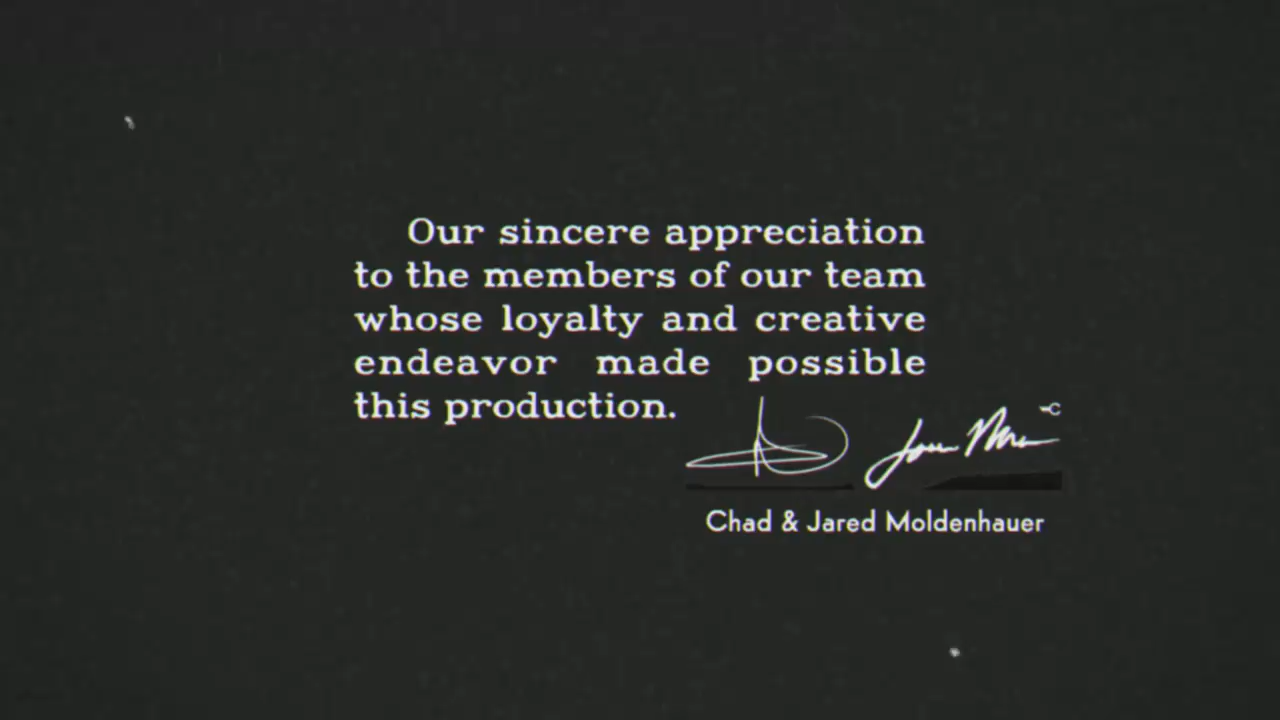 Our sincere appreciation
to the members of our team
whose loyalty and creative
endeavor made possible
this production.
Chad & Jared Moldenhauer